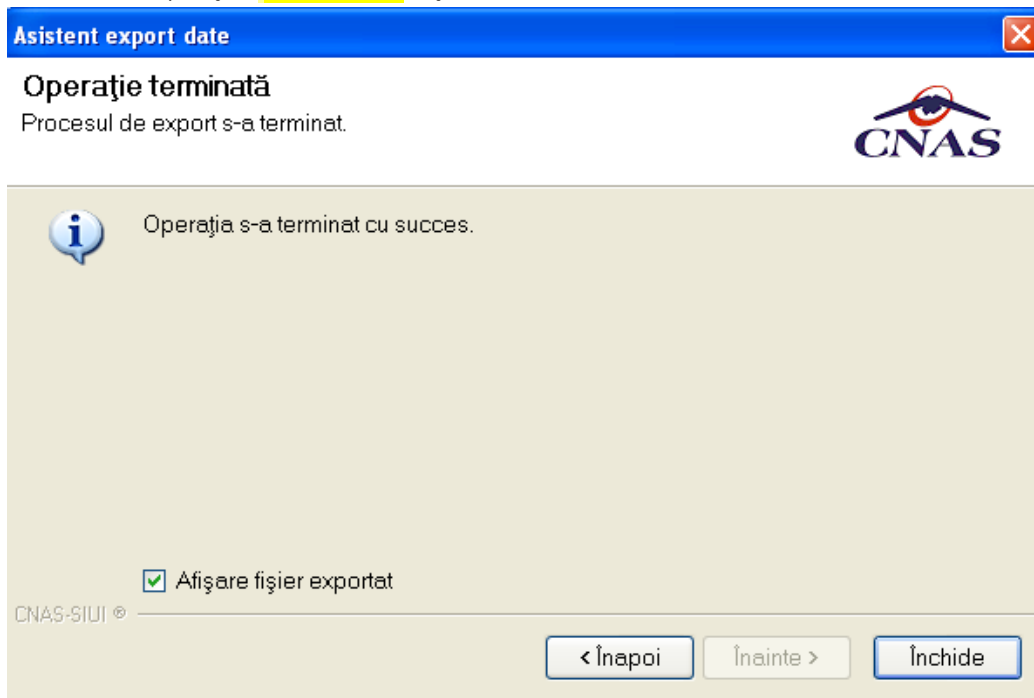 Asistent export date
Operaţie terminată
Procesul de export s-a terminat.
CNAS
Operaţia s-a terminat cu succes.
Afişare fişier exportat
CNAS-SIUI ®
< Înapoi
Înainte >
Închide